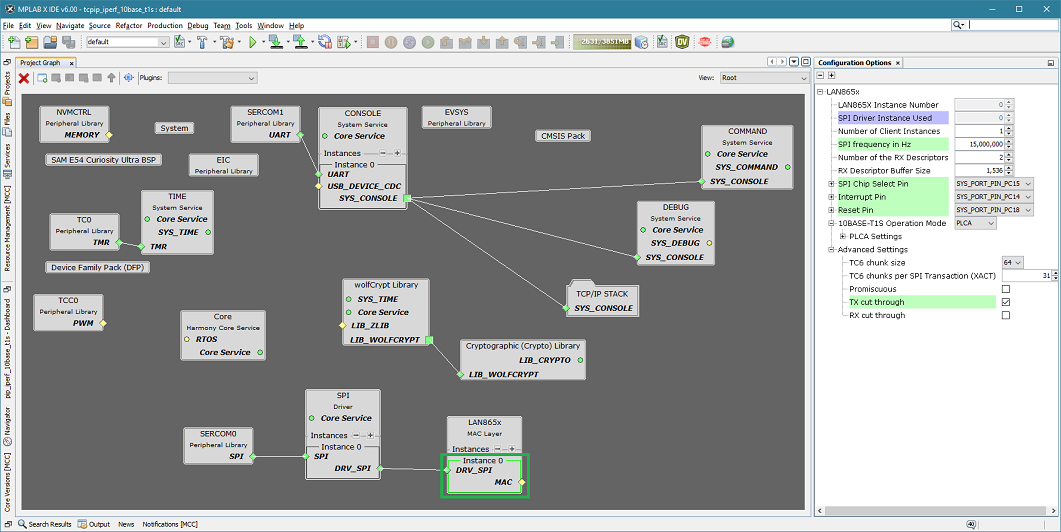 MPLAB X IDE v6.00 - tcpip_iperf_10base_t1s : default
File Edit View Navigate Source Refactor Production Debug Team Tools Window Help
default
Project Graph
Plugins:
View: Root
NVMCTRL
Peripheral Library
MEMORY
System
SAM E54 Curiosity Ultra BSP
SERCOM1
Peripheral Library
UART
EIC
Peripheral Library
CONSOLE
System Service
Core Service
Instances
Instance 0
UART
USB_DEVICE_CDC
SYS_CONSOLE
EVSYS
Peripheral Library
CMSIS Pack
COMMAND
System Service
Core Service
SYS_COMMAND
SYS_CONSOLE
TIME
System Service
Core Service
SYS_TIME
TMR
TC0
Peripheral Library
TMR
Device Family Pack (DFP)
DEBUG
System Service
Core Service
SYS_DEBUG
SYS_CONSOLE
TCC0
Peripheral Library
PWM
Core
Harmony Core Service
RTOS
Core Service
wolfCrypt Library
SYS_TIME
Core Service
LIB_ZLIB
LIB_WOLFCRYPT
TCP/IP STACK
SYS_CONSOLE
Cryptographic (Crypto) Library
LIB_CRYPTO
LIB_WOLFCRYPT
SPI
Driver
Core Service
Instances
Instance 0
SPI
DRV_SPI
SERCOM0
Peripheral Library
SPI
LAN865x
MAC Layer
Instances
Instance 0
DRV_SPI
MAC
Configuration Options
LAN865x
LAN865X Instance Number 0
SPI Driver Instance Used 0
Number of Client Instances 1
SPI frequency in Hz 15,000,000
Number of the RX Descriptors 2
RX Descriptor Buffer Size 1,536
SPI Chip Select Pin SYS_PORT_PIN_PC15
Interrupt Pin SYS_PORT_PIN_PC14
Reset Pin SYS_PORT_PIN_PC18
10BASE-T1S Operation Mode PLCA
PLCA Settings
Advanced Settings
TC6 chunk size 64
TC6 chunks per SPI Transaction (XACT) 31
Promiscuous
TX cut through
RX cut through
Projects
Files
Services
Resource Management [MCC]
pip_iperf_10base_t1s - Dashboard
Navigator
Core Versions [MCC]
Search Results Output News Notifications [MCC]